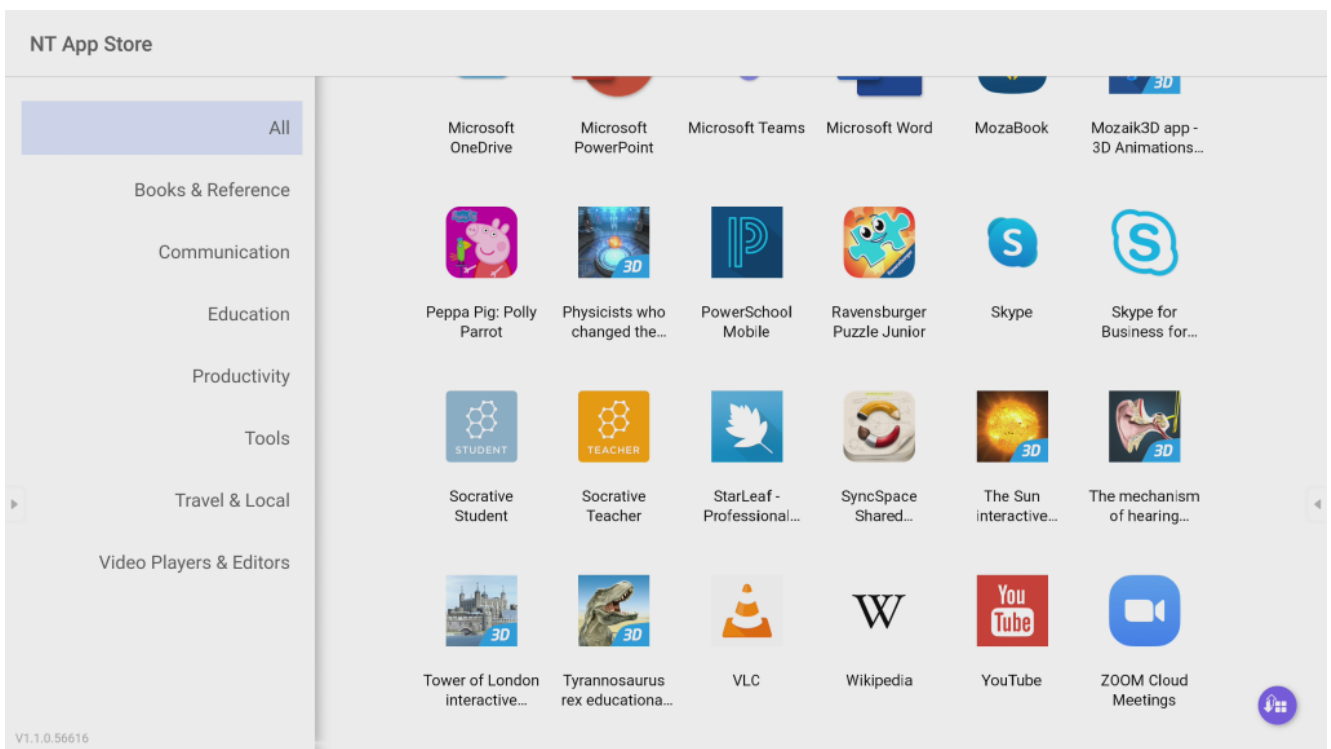 NT App Store
All
Books & Reference
Communication
Education
Productivity
Tools
Travel & Local
Video Players & Editors
V1.1.0.56616
3D
Microsoft
OneDrive
Microsoft
PowerPoint
Microsoft Teams
Microsoft Word
MozaBook
Mozaik3D app -
3D Animations...
3D
S
S
Peppa Pig: Polly
Parrot
Physicists who
changed the...
PowerSchool
Mobile
Ravensburger
Puzzle Junior
Skype
Skype for
Business for...
STUDENT
TEACHER
3D
3D
Socrative
Student
Socrative
Teacher
StarLeaf -
Professional...
SyncSpace
Shared...
The Sun
interactive...
The mechanism
of hearing...
3D
3D
W
You
Tube
Tower of London
interactive...
Tyrannosaurus
rex educationa...
VLC
Wikipedia
YouTube
ZOOM Cloud
Meetings